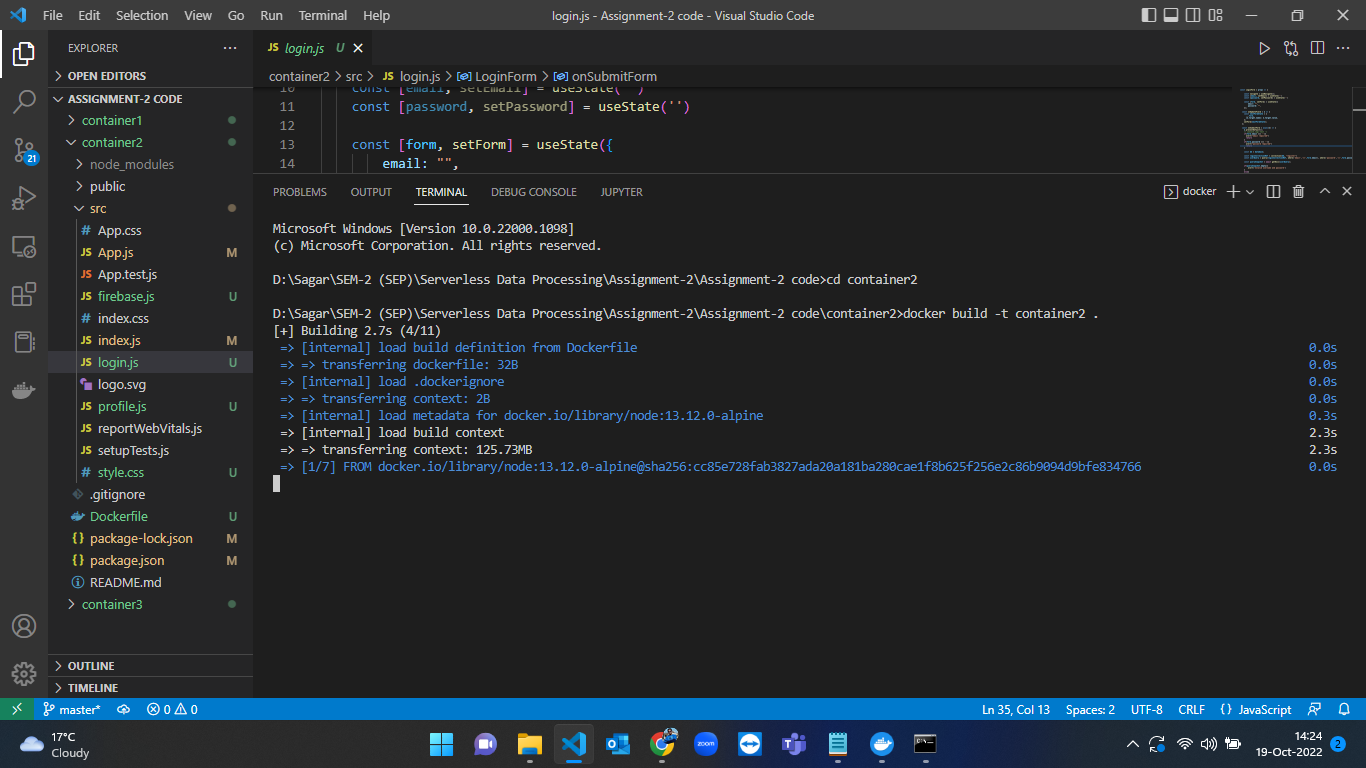 File Edit Selection View Go Run Terminal Help login.js - Assignment-2 code - Visual Studio Code
EXPLORER
OPEN EDITORS
ASSIGNMENT-2 CODE
container1
container2
node_modules
public
src
# App.css
JS App.js M
JS App.test.js
JS firebase.js U
# index.css
JS index.js M
JS login.js U
logo.svg
JS profile.js U
JS reportWebVitals.js
JS setupTests.js
# style.css U
.gitignore
Dockerfile U
{} package-lock.json M
{} package.json M
README.md
container3
OUTLINE
TIMELINE
21
JS login.js U
container2 > src > JS login.js > LoginForm > onSubmitForm
10 const [email, setEmail] = useState('')
11 const [password, setPassword] = useState('')
12
13 const [form, setForm] = useState({
14 email: "",
PROBLEMS OUTPUT TERMINAL DEBUG CONSOLE JUPYTER docker
Microsoft Windows [Version 10.0.22000.1098]
(c) Microsoft Corporation. All rights reserved.
D:\Sagar\SEM-2 (SEP)\Serverless Data Processing\Assignment-2\Assignment-2 code>cd container2
D:\Sagar\SEM-2 (SEP)\Serverless Data Processing\Assignment-2\Assignment-2 code\container2>docker build -t container2 .
[+] Building 2.7s (4/11)
=> [internal] load build definition from Dockerfile 0.0s
=> => transferring dockerfile: 32B 0.0s
=> [internal] load .dockerignore 0.0s
=> => transferring context: 2B 0.0s
=> [internal] load metadata for docker.io/library/node:13.12.0-alpine 0.3s
=> [internal] load build context 2.3s
=> => transferring context: 125.73MB 2.3s
=> [1/7] FROM docker.io/library/node:13.12.0-alpine@sha256:cc85e728fab3827ada20a181ba280cae1f8b625f256e2c86b9094d9bfe834766 0.0s
master* 0 0 Ln 35, Col 13 Spaces: 2 UTF-8 CRLF {} JavaScript
17°C
Cloudy
zoom
14:24
19-Oct-2022
2